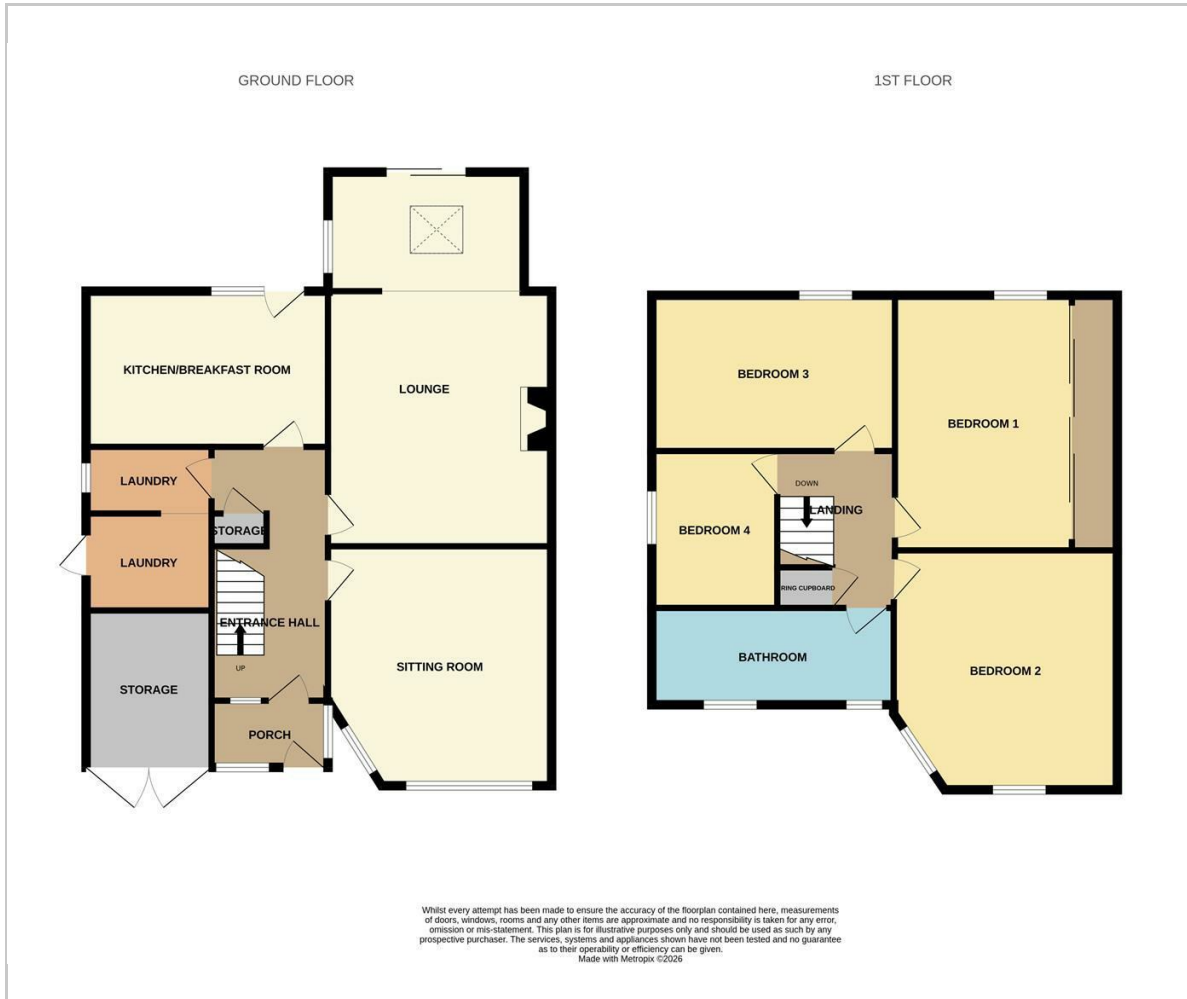 GROUND FLOOR
1ST FLOOR
KITCHEN/BREAKFAST ROOM
LOUNGE
LAUNDRY
STORAGE
LAUNDRY
ENTRANCE HALL
UP
SITTING ROOM
STORAGE
PORCH
BEDROOM 3
BEDROOM 1
DOWN
LANDING
BEDROOM 4
RING CUPBOARD
BATHROOM
BEDROOM 2
Whilst every attempt has been made to ensure the accuracy of the floorplan contained here, measurements
of doors, windows, rooms and any other items are approximate and no responsibility is taken for any error,
omission or mis-statement. This plan is for illustrative purposes only and should be used as such by any
prospective purchaser. The services, systems and appliances shown have not been tested and no guarantee
as to their operability or efficiency can be given.
Made with Metropix ©2026